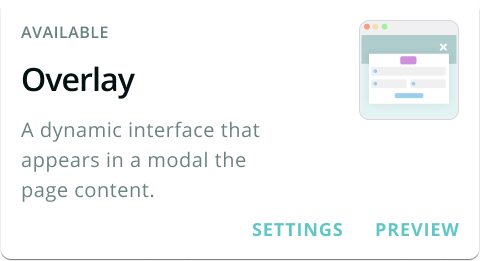 AVAILABLE
Overlay
A dynamic interface that
appears in a modal the
page content.
SETTINGS PREVIEW